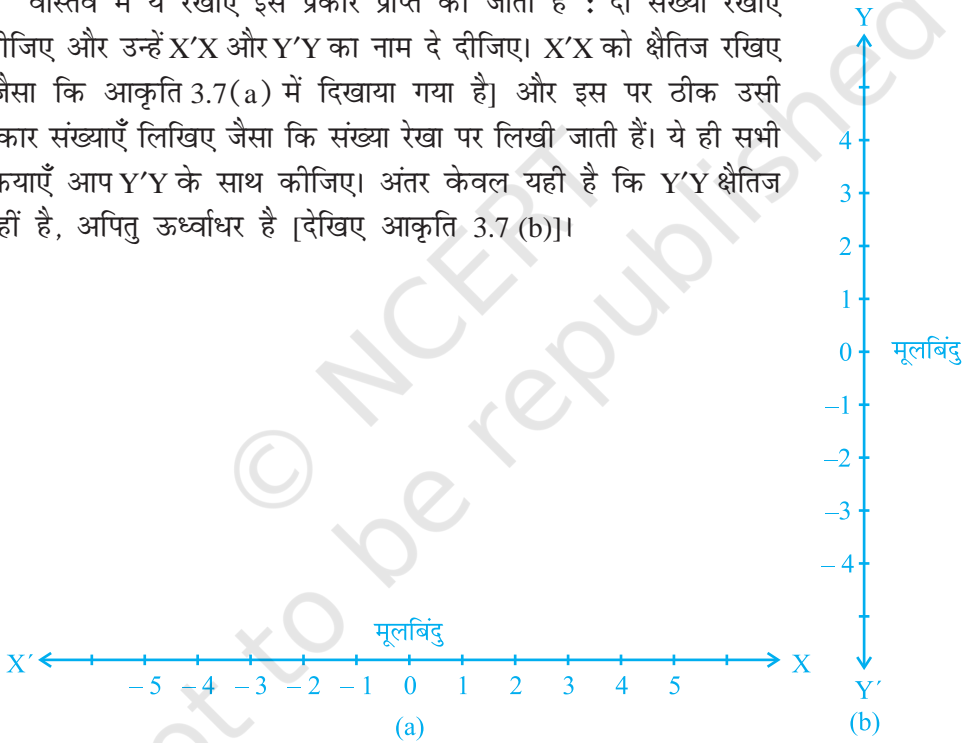 वास्तव में ये रेखाएँ इस प्रकार प्राप्त की जाती हैं : दो संख्या रेखाएँ
लीजिए और उन्हें X′X और Y′Y का नाम दे दीजिए। X′X को क्षैतिज रखिए
जैसा कि आकृति 3.7(a) में दिखाया गया है] और इस पर ठीक उसी
प्रकार संख्याएँ लिखिए जैसा कि संख्या रेखा पर लिखी जाती हैं। ये ही सभी
क्रियाएँ आप Y′Y के साथ कीजिए। अंतर केवल यही है कि Y′Y क्षैतिज
नहीं है, अपितु ऊर्ध्वाधर है [देखिए आकृति 3.7 (b)]।
Y
4
3
2
1
0 मूलबिंदु
–1
–2
–3
– 4
Y′
(b)
मूलबिंदु
X′ X
– 5 – 4 – 3 – 2 – 1 0 1 2 3 4 5
(a)
© NCERT
not to be republished